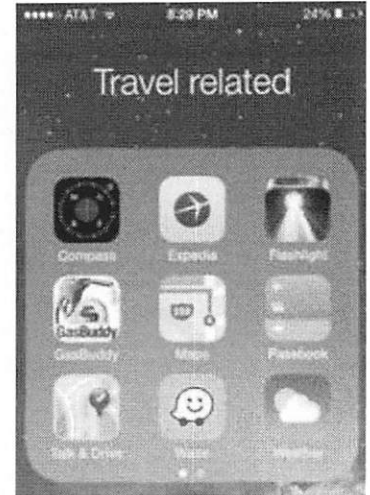 AT&T 8:29 PM 24%
Travel related
Compass Expedia Flashlight
GasBuddy
GasBuddy Maps Passbook
Talk & Drive Waze Weather